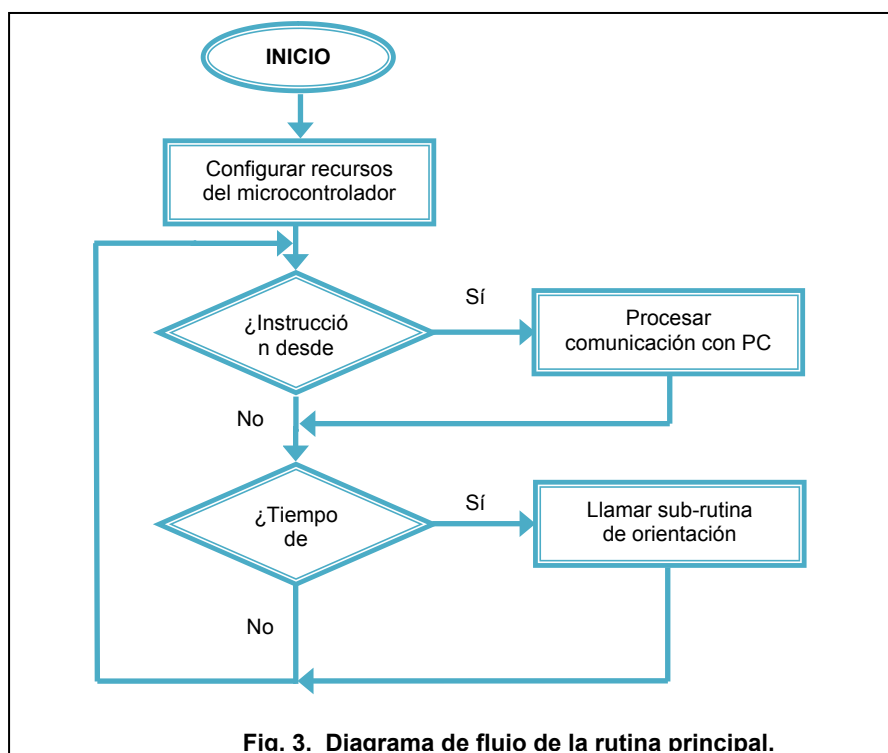 INICIO
Configurar recursos
del microcontrolador
¿Instrucció
n desde
Sí
Procesar
comunicación con PC
No
¿Tiempo
de
Sí
Llamar sub-rutina
de orientación
No
Fig. 3. Diagrama de flujo de la rutina principal.